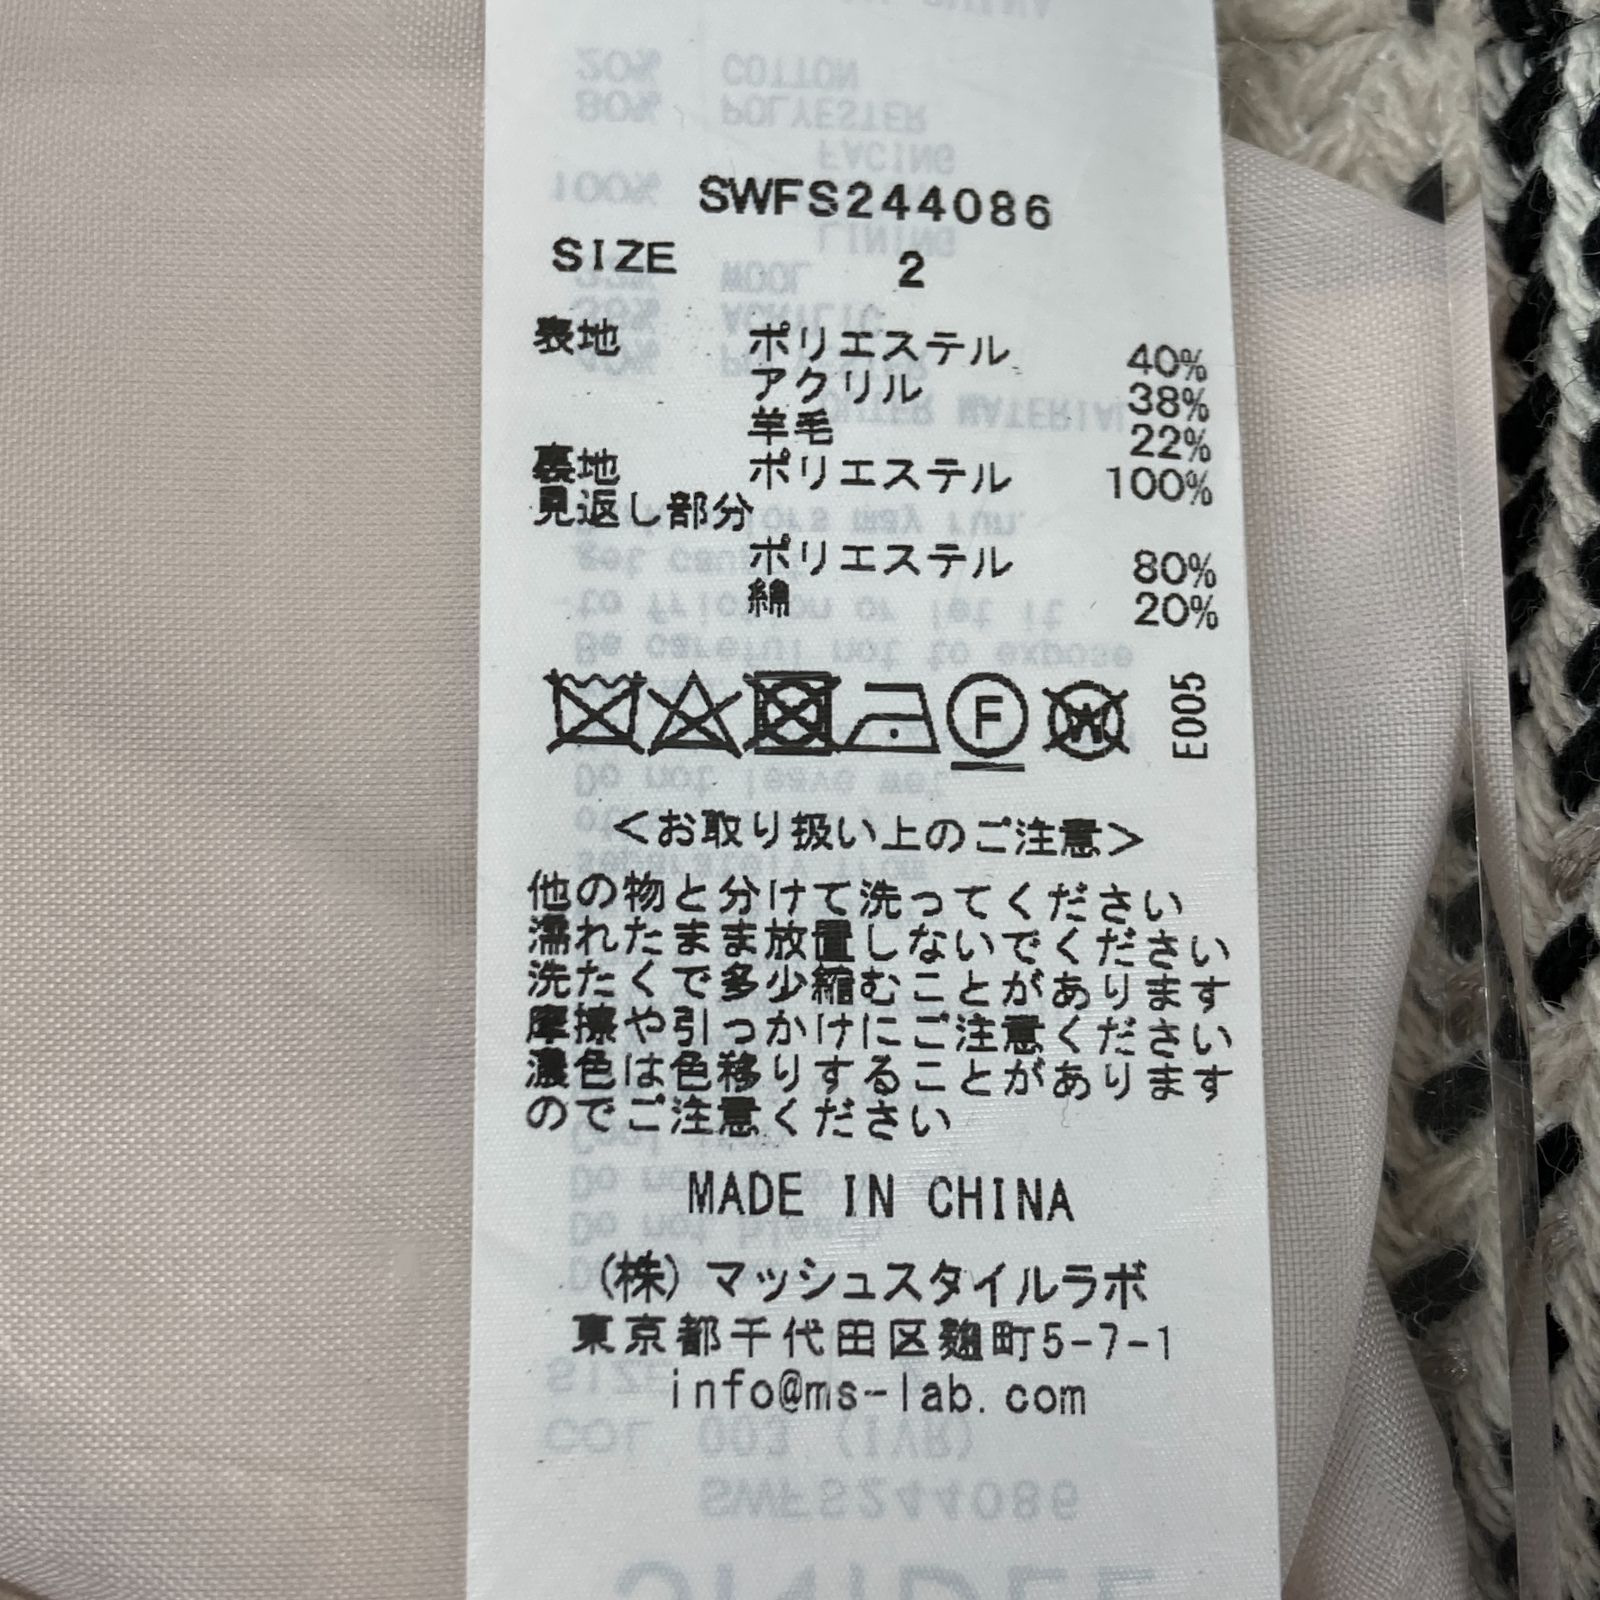 SWFS244086
SIZE 2
表地 ポリエステル 40%
アクリル 38%
羊毛 22%
裏地 ポリエステル 100%
見返し部分
ポリエステル 80%
綿 20%
F W E005
<お取り扱い上のご注意>
他の物と分けて洗ってください
濡れたまま放置しないでください
洗たくで多少縮むことがあります
摩擦や引っかけにご注意ください
濃色は色移りすることがあります
のでご注意ください
MADE IN CHINA
(株)マッシュスタイルラボ
東京都千代田区麹町5-7-1
info@ms-lab.com